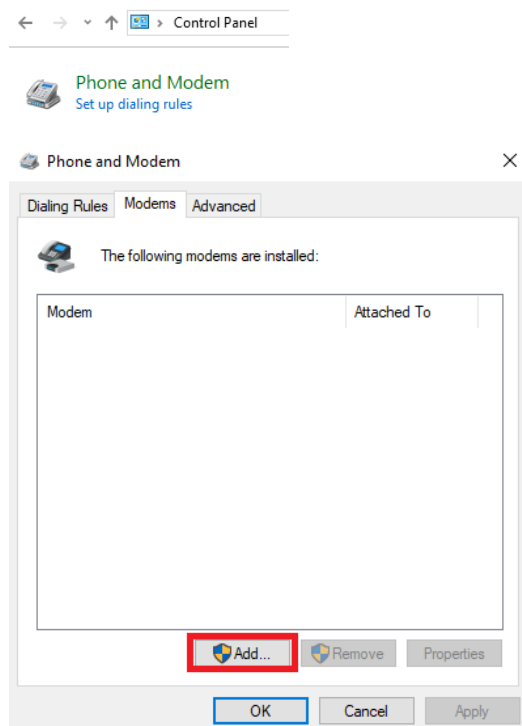 Control Panel
Phone and Modem
Set up dialing rules
Phone and Modem
Dialing Rules Modems Advanced
The following modems are installed:
Modem Attached To
Add... Remove Properties
OK Cancel Apply